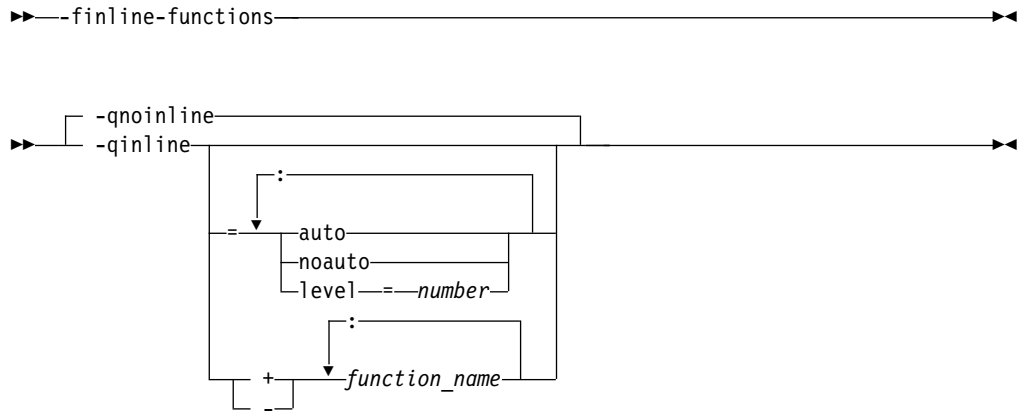 -finline-functions
-qnoinline
-qinline
:
= auto
noauto
level = number
:
+ function_name
-